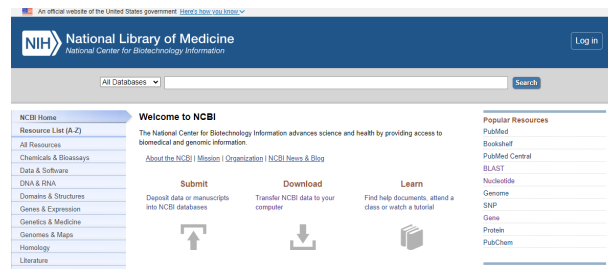 An official website of the United States government Here's how you know
NIH National Library of Medicine
National Center for Biotechnology Information
Log in
All Databases
Search
NCBI Home
Resource List (A-Z)
All Resources
Chemicals & Bioassays
Data & Software
DNA & RNA
Domains & Structures
Genes & Expression
Genetics & Medicine
Genomes & Maps
Homology
Literature
Welcome to NCBI
The National Center for Biotechnology Information advances science and health by providing access to
biomedical and genomic information.
About the NCBI | Mission | Organization | NCBI News & Blog
Submit
Deposit data or manuscripts
into NCBI databases
Download
Transfer NCBI data to your
computer
Learn
Find help documents, attend a
class or watch a tutorial
Popular Resources
PubMed
Bookshelf
PubMed Central
BLAST
Nucleotide
Genome
SNP
Gene
Protein
PubChem